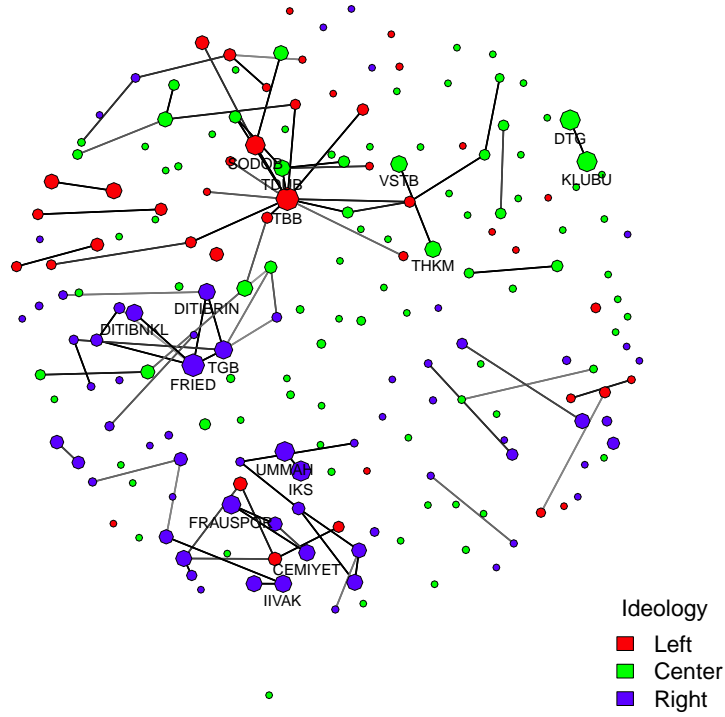 DTG
SODOB
KLUBU
TDUB
VSTB
TBB
THKM
DITIBRIN
DITIBNKL
TGB
FRIED
UMMAH
IKS
FRAUSPOR
CEMIYET
IIVAK
Ideology
Left
Center
Right